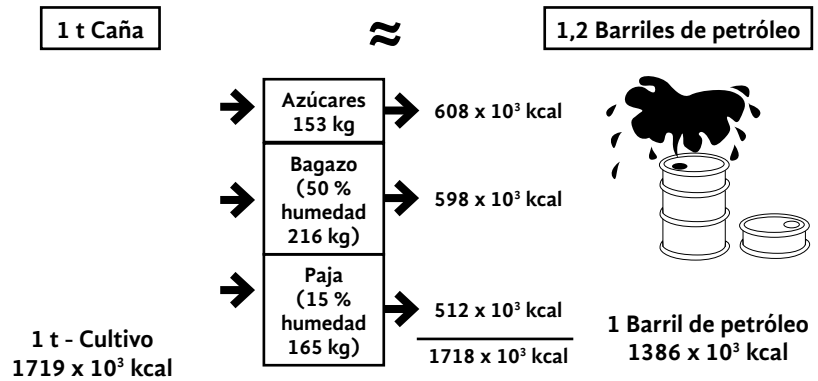 1 t Caña
≈
1,2 Barriles de petróleo
Azúcares
153 kg
608 x 10³ kcal
Bagazo
(50 %
humedad
216 kg)
598 x 10³ kcal
Paja
(15 %
humedad
165 kg)
512 x 10³ kcal
1718 x 10³ kcal
1 t - Cultivo
1719 x 10³ kcal
1 Barril de petróleo
1386 x 10³ kcal